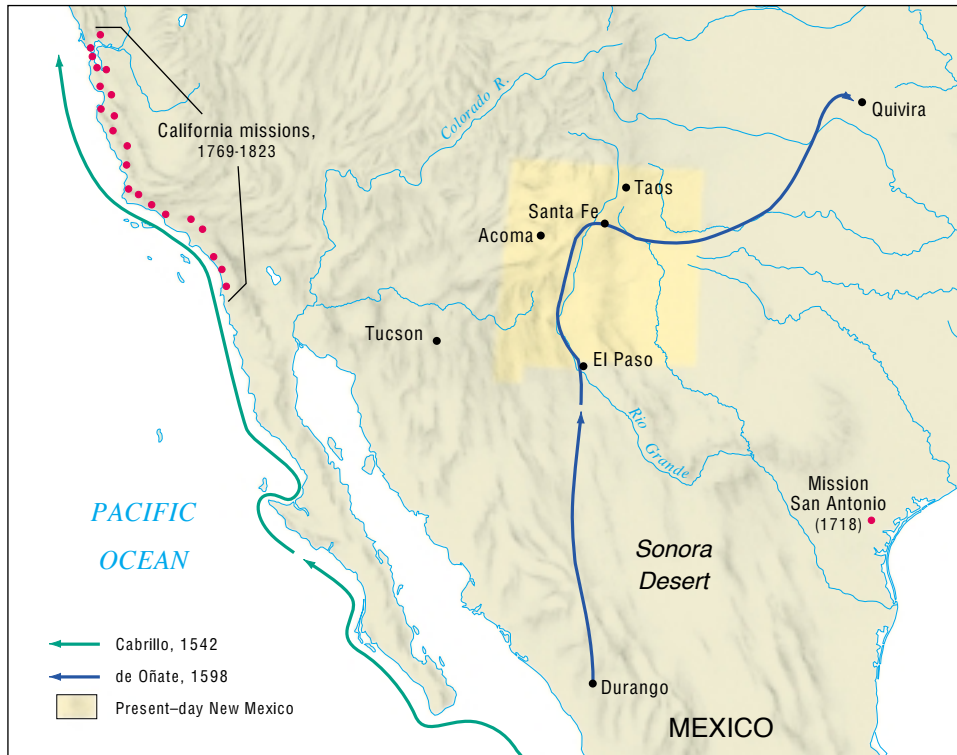 Colorado R.
Quivira
California missions,
1769-1823
Taos
Santa Fe
Acoma
Tucson
El Paso
Rio Grande
Mission
San Antonio
(1718)
PACIFIC
OCEAN
Sonora
Desert
Cabrillo, 1542
de Oñate, 1598
Present–day New Mexico
Durango
MEXICO